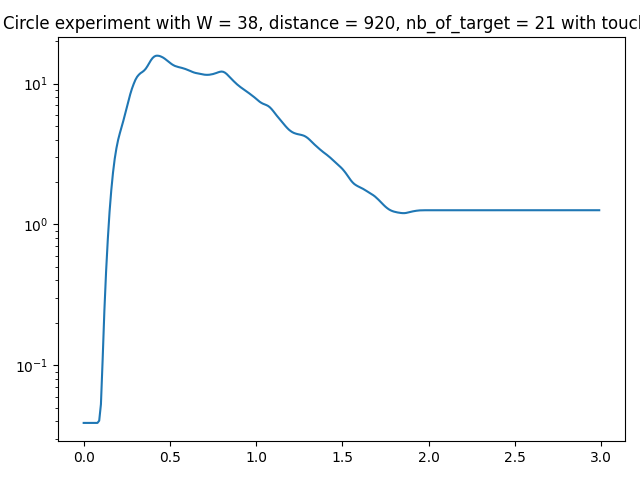 Circle experiment with W = 38, distance = 920, nb_of_target = 21 with touc
10¹
10⁰
10⁻¹
0.0 0.5 1.0 1.5 2.0 2.5 3.0